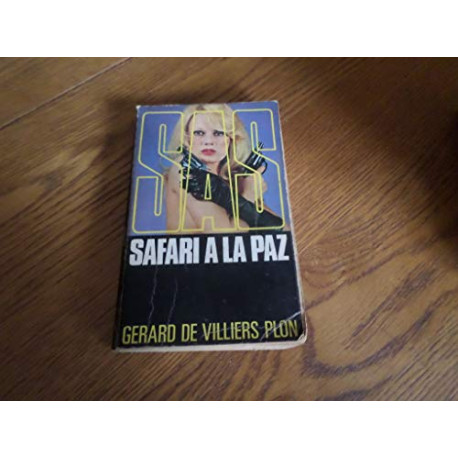 SAS
SAFARI A LA PAZ
GERARD DE VILLIERS PLON